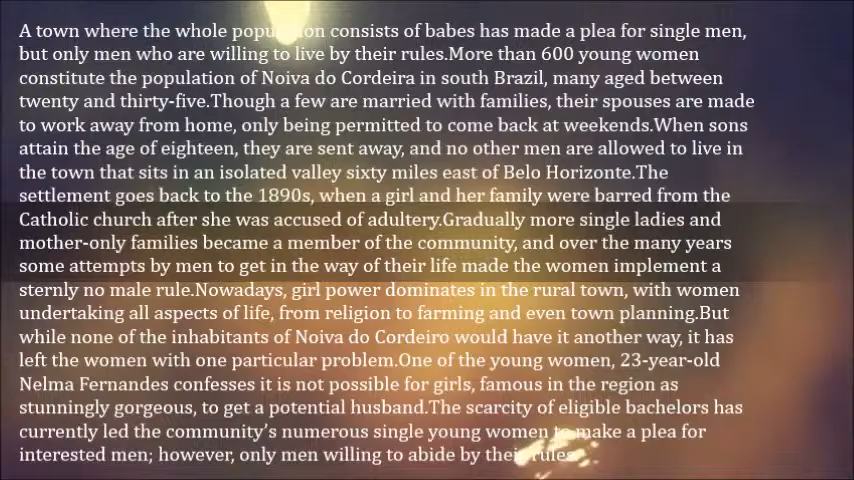 A town where the whole population consists of babes has made a plea for single men,
but only men who are willing to live by their rules.More than 600 young women
constitute the population of Noiva do Cordeira in south Brazil, many aged between
twenty and thirty-five.Though a few are married with families, their spouses are made
to work away from home, only being permitted to come back at weekends.When sons
attain the age of eighteen, they are sent away, and no other men are allowed to live in
the town that sits in an isolated valley sixty miles east of Belo Horizonte.The
settlement goes back to the 1890s, when a girl and her family were barred from the
Catholic church after she was accused of adultery.Gradually more single ladies and
mother-only families became a member of the community, and over the many years
some attempts by men to get in the way of their life made the women implement a
sternly no male rule.Nowadays, girl power dominates in the rural town, with women
undertaking all aspects of life, from religion to farming and even town planning.But
while none of the inhabitants of Noiva do Cordeiro would have it another way, it has
left the women with one particular problem.One of the young women, 23-year-old
Nelma Fernandes confesses it is not possible for girls, famous in the region as
stunningly gorgeous, to get a potential husband.The scarcity of eligible bachelors has
currently led the community's numerous single young women to make a plea for
interested men; however, only men willing to abide by their rules.